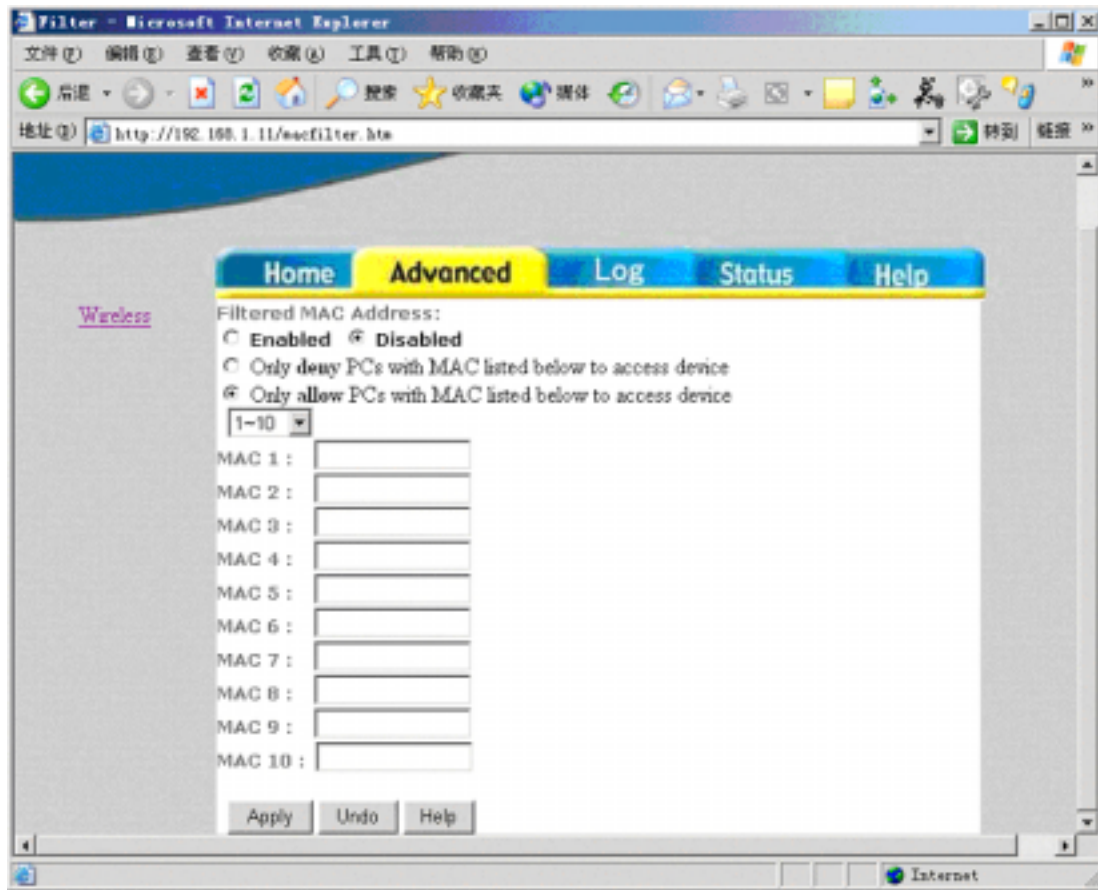 Filter - Microsoft Internet Explorer
文件(F) 编辑(E) 查看(V) 收藏(A) 工具(T) 帮助(H)
后退 搜索 收藏夹 媒体
地址(D) http://192.168.1.11/macfilter.htm 转到 链接
Home Advanced Log Status Help
Wireless
Filtered MAC Address:
Enabled Disabled
Only deny PCs with MAC listed below to access device
Only allow PCs with MAC listed below to access device
1~10
MAC 1 :
MAC 2 :
MAC 3 :
MAC 4 :
MAC 5 :
MAC 6 :
MAC 7 :
MAC 8 :
MAC 9 :
MAC 10 :
Apply Undo Help
Internet